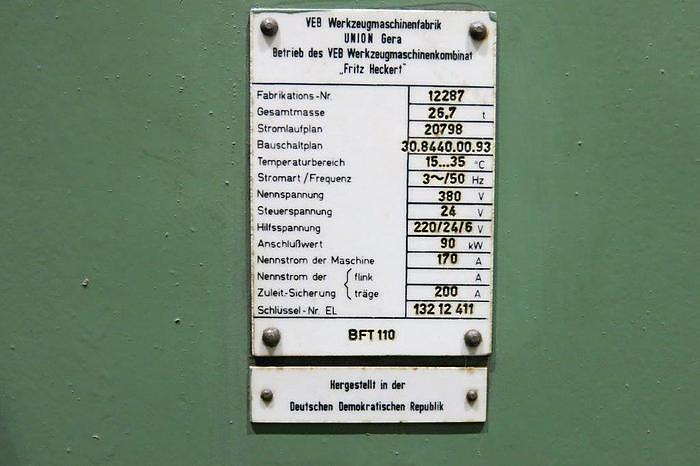 VEB Werkzeugmaschinenfabrik
UNION Gera
Betrieb des VEB Werkzeugmaschinenkombinat
„Fritz Heckert"
Fabrikations-Nr. 12287
Gesamtmasse 26,7 t
Stromlaufplan 20798
Bauschaltplan 30.8440.00.93
Temperaturbereich 15...35 °C
Stromart/Frequenz 3~/50 Hz
Nennspannung 380 V
Steuerspannung 24 V
Hilfsspannung 220/24/6 V
Anschlußwert 90 kW
Nennstrom der Maschine 170 A
Nennstrom der { flink A
Zuleit-Sicherung { träge 200 A
Schlüssel-Nr. EL 132 12 411
BFT 110
Hergestellt in der
Deutschen Demokratischen Republik